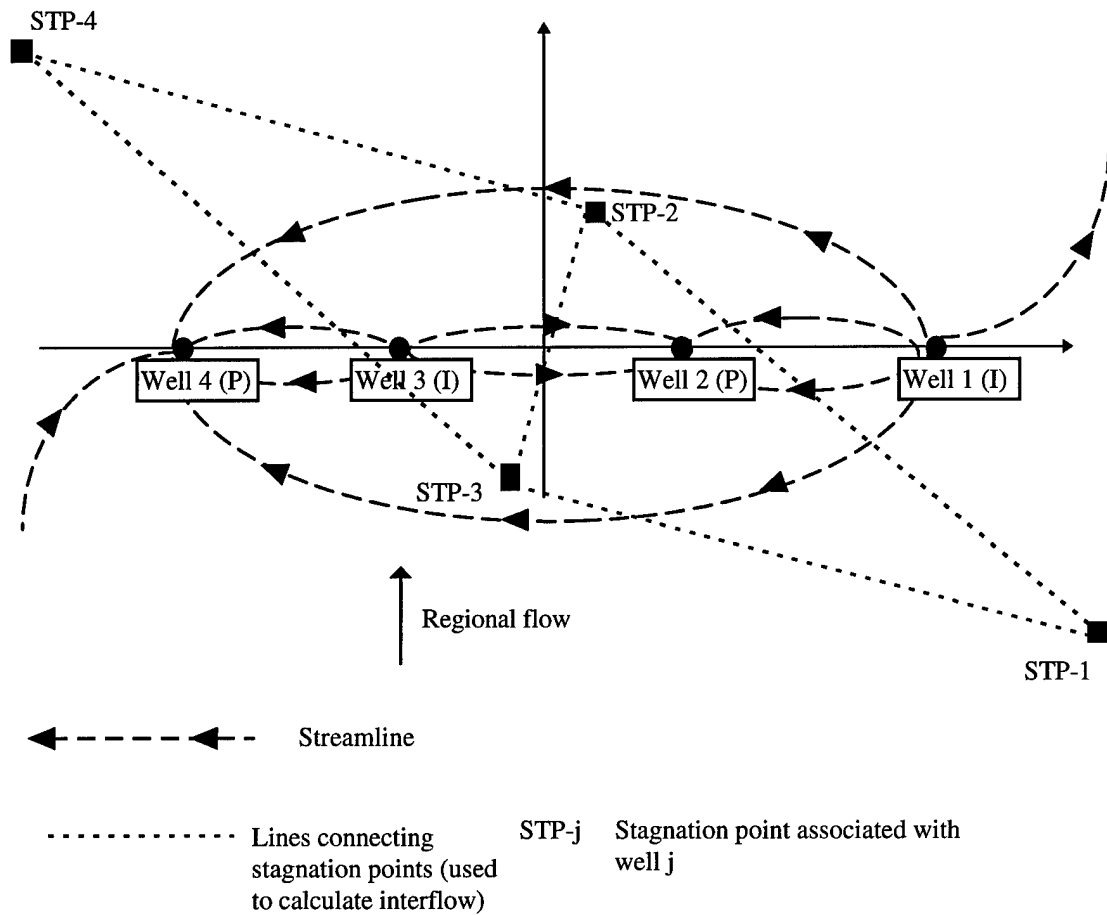 STP-4
STP-2
Well 4 (P)
Well 3 (I)
Well 2 (P)
Well 1 (I)
STP-3
Regional flow
STP-1
Streamline
Lines connecting
stagnation points (used
to calculate interflow)
STP-j
Stagnation point associated with
well j